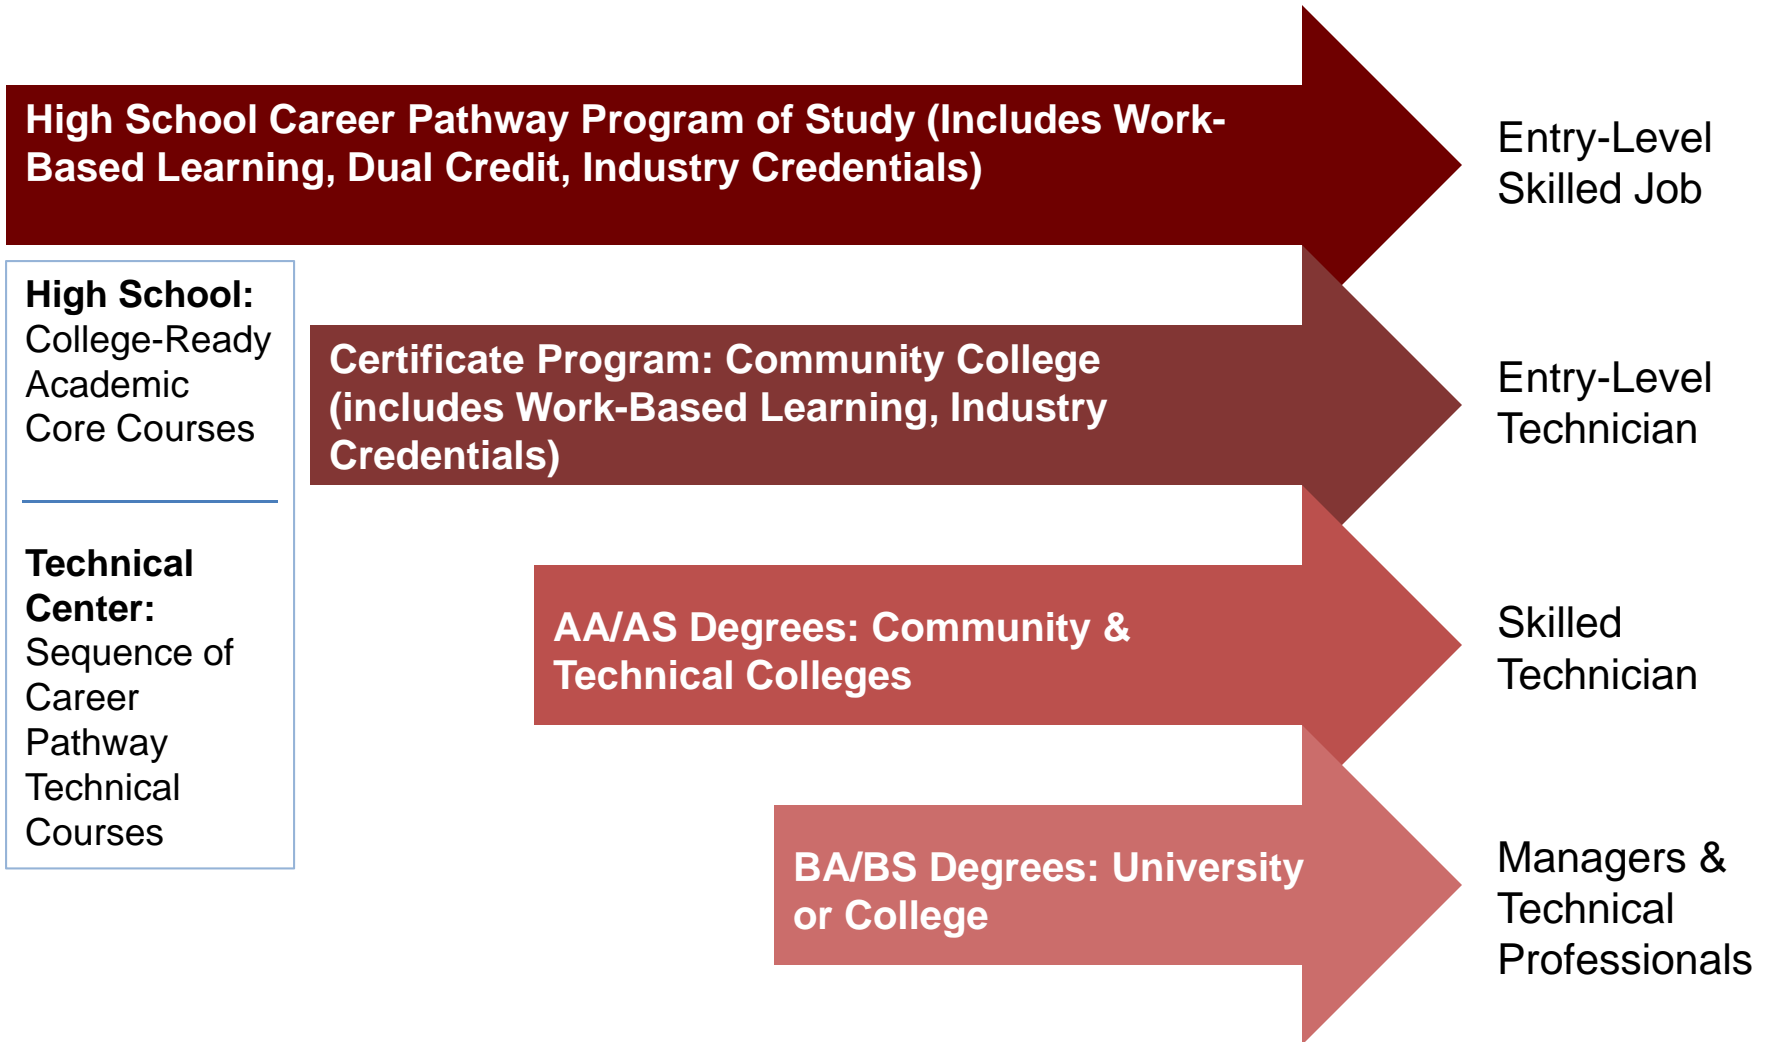 High School Career Pathway Program of Study (Includes Work-
Based Learning, Dual Credit, Industry Credentials)
Entry-Level
Skilled Job
High School:
College-Ready
Academic
Core Courses
Technical
Center:
Sequence of
Career
Pathway
Technical
Courses
Certificate Program: Community College
(includes Work-Based Learning, Industry
Credentials)
Entry-Level
Technician
AA/AS Degrees: Community &
Technical Colleges
Skilled
Technician
BA/BS Degrees: University
or College
Managers &
Technical
Professionals